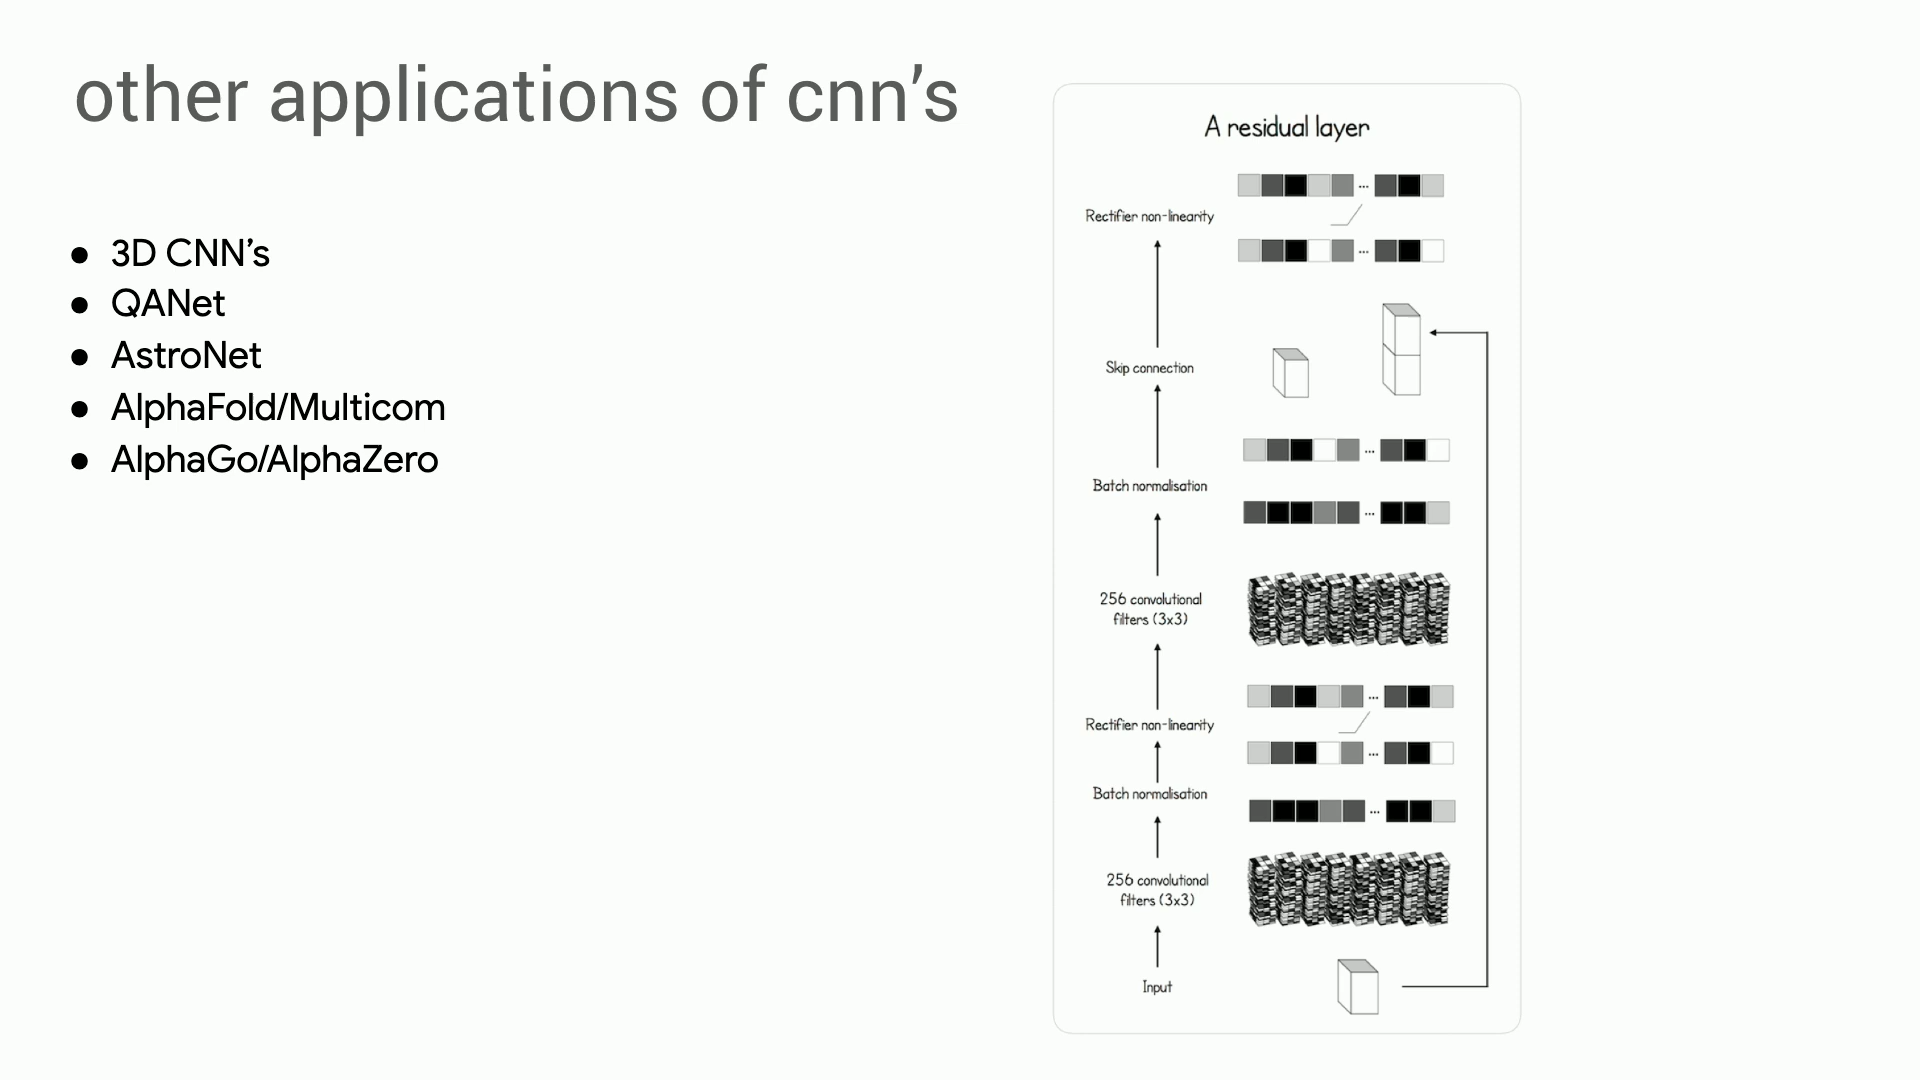 other applications of cnn’s
● 3D CNN’s
● QANet
● AstroNet
● AlphaFold/Multicom
● AlphaGo/AlphaZero
A residual layer
Rectifier non-linearity
Skip connection
Batch normalisation
256 convolutional
filters (3x3)
Rectifier non-linearity
Batch normalisation
256 convolutional
filters (3x3)
Input